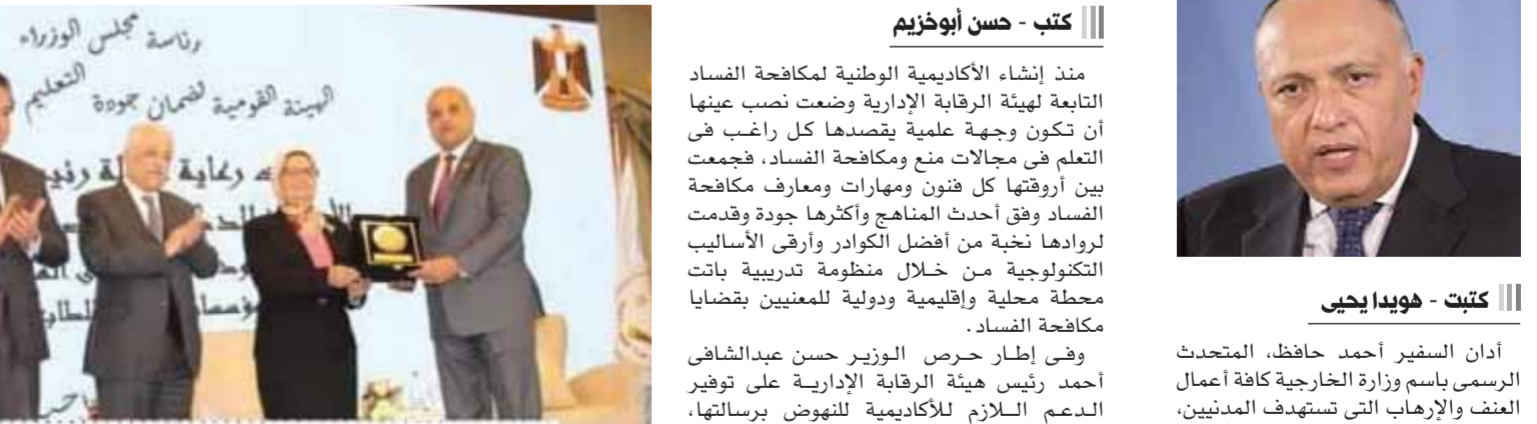 كتبت - هويدا يحيى
أدان السفير أحمد حافظ، المتحدث
الرسمى باسم وزارة الخارجية كافة أعمال
العنف والإرهاب التى تستهدف المدنيين،
كتب - حسن أبوخزيم
منذ إنشاء الأكاديمية الوطنية لمكافحة الفساد
التابعة لهيئة الرقابة الإدارية وضعت نصب عينها
أن تكون وجهة علمية يقصدها كل راغب فى
التعلم فى مجالات منع ومكافحة الفساد، فجمعت
بين أروقتها كل فنون ومهارات ومعارف مكافحة
الفساد وفق أحدث المناهج وأكثرها جودة وقدمت
لروادها نخبة من أفضل الكوادر وأرقى الأساليب
التكنولوجية من خلال منظومة تدريبية باتت
محطة محلية وإقليمية ودولية للمعنيين بقضايا
مكافحة الفساد.
وفى إطار حرص الوزير حسن عبدالشافى
أحمد رئيس هيئة الرقابة الإدارية على توفير
الدعم اللازم للأكاديمية للنهوض برسالتها،
رئاسة مجلس الوزراء
الهيئة القومية لضمان جودة التعليم
رعاية